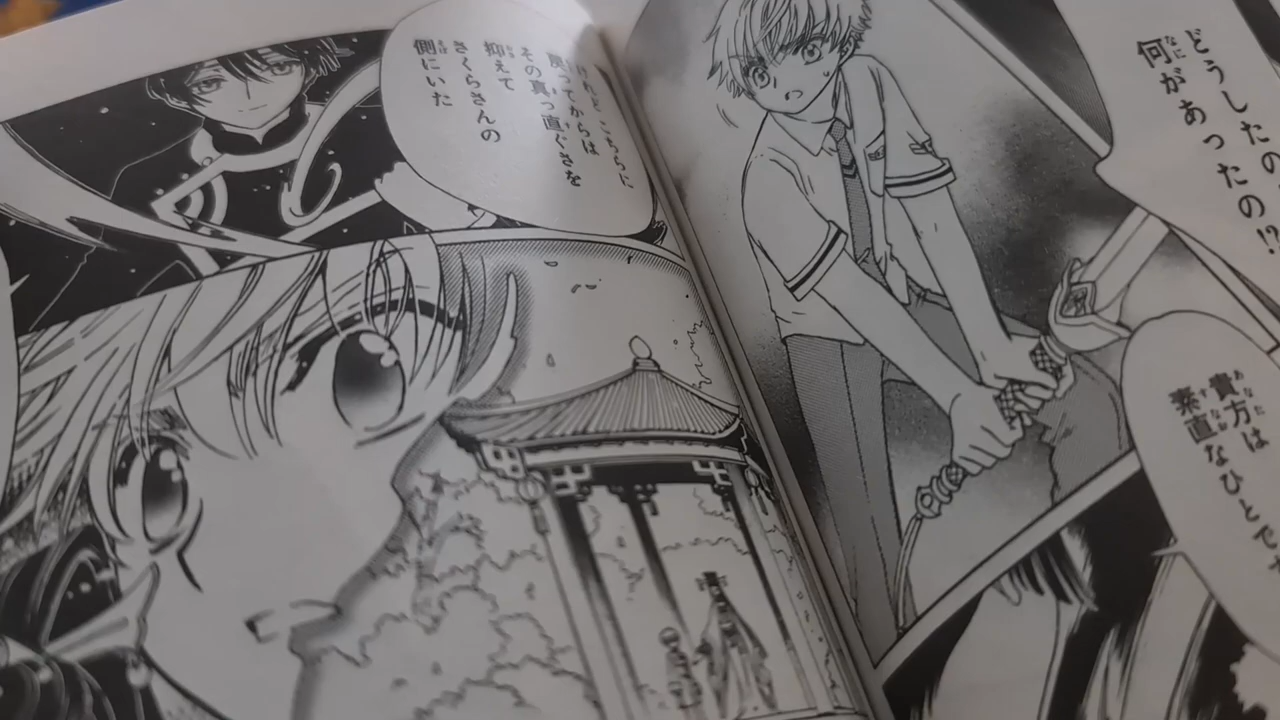 どうしたの
何があったの!?
貴方は
素直なひとです
けれどこちらに
戻ってからは
その真っ直ぐさを
抑えて
さくらさんの
側にいた